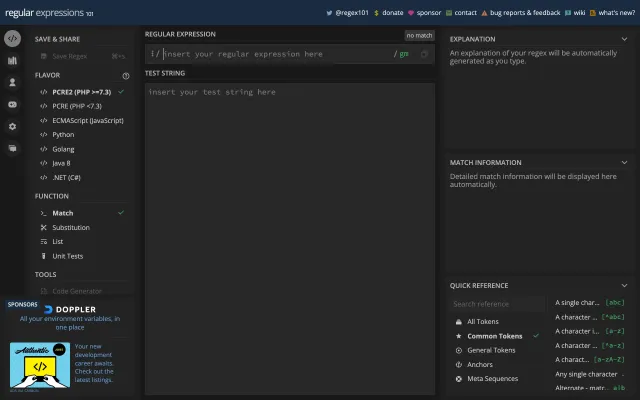 regular expressions 101
@regex101
$ donate
sponsor
contact
bug reports & feedback
wiki
what's new?
SAVE & SHARE
Save Regex
⌘+s
FLAVOR
PCRE2 (PHP >=7.3)
PCRE (PHP <7.3)
ECMAScript (JavaScript)
Python
Golang
Java 8
.NET (C#)
FUNCTION
Match
Substitution
List
Unit Tests
TOOLS
Code Generator
SPONSORS
DOPPLER
All your environment variables, in
one place
Authentic
Your new
development
career awaits.
Check out the
latest listings.
REGULAR EXPRESSION
no match
/ insert your regular expression here
/ gm
TEST STRING
insert your test string here
EXPLANATION
An explanation of your regex will be automatically
generated as you type.
MATCH INFORMATION
Detailed match information will be displayed here
automatically.
QUICK REFERENCE
Search reference
All Tokens
Common Tokens
General Tokens
Anchors
Meta Sequences
A single char... [abc]
A character ... [^abc]
A character i... [a-z]
A character ... [^a-z]
A charact... [a-zA-Z]
Any single character .
Alternate - matr... a|b